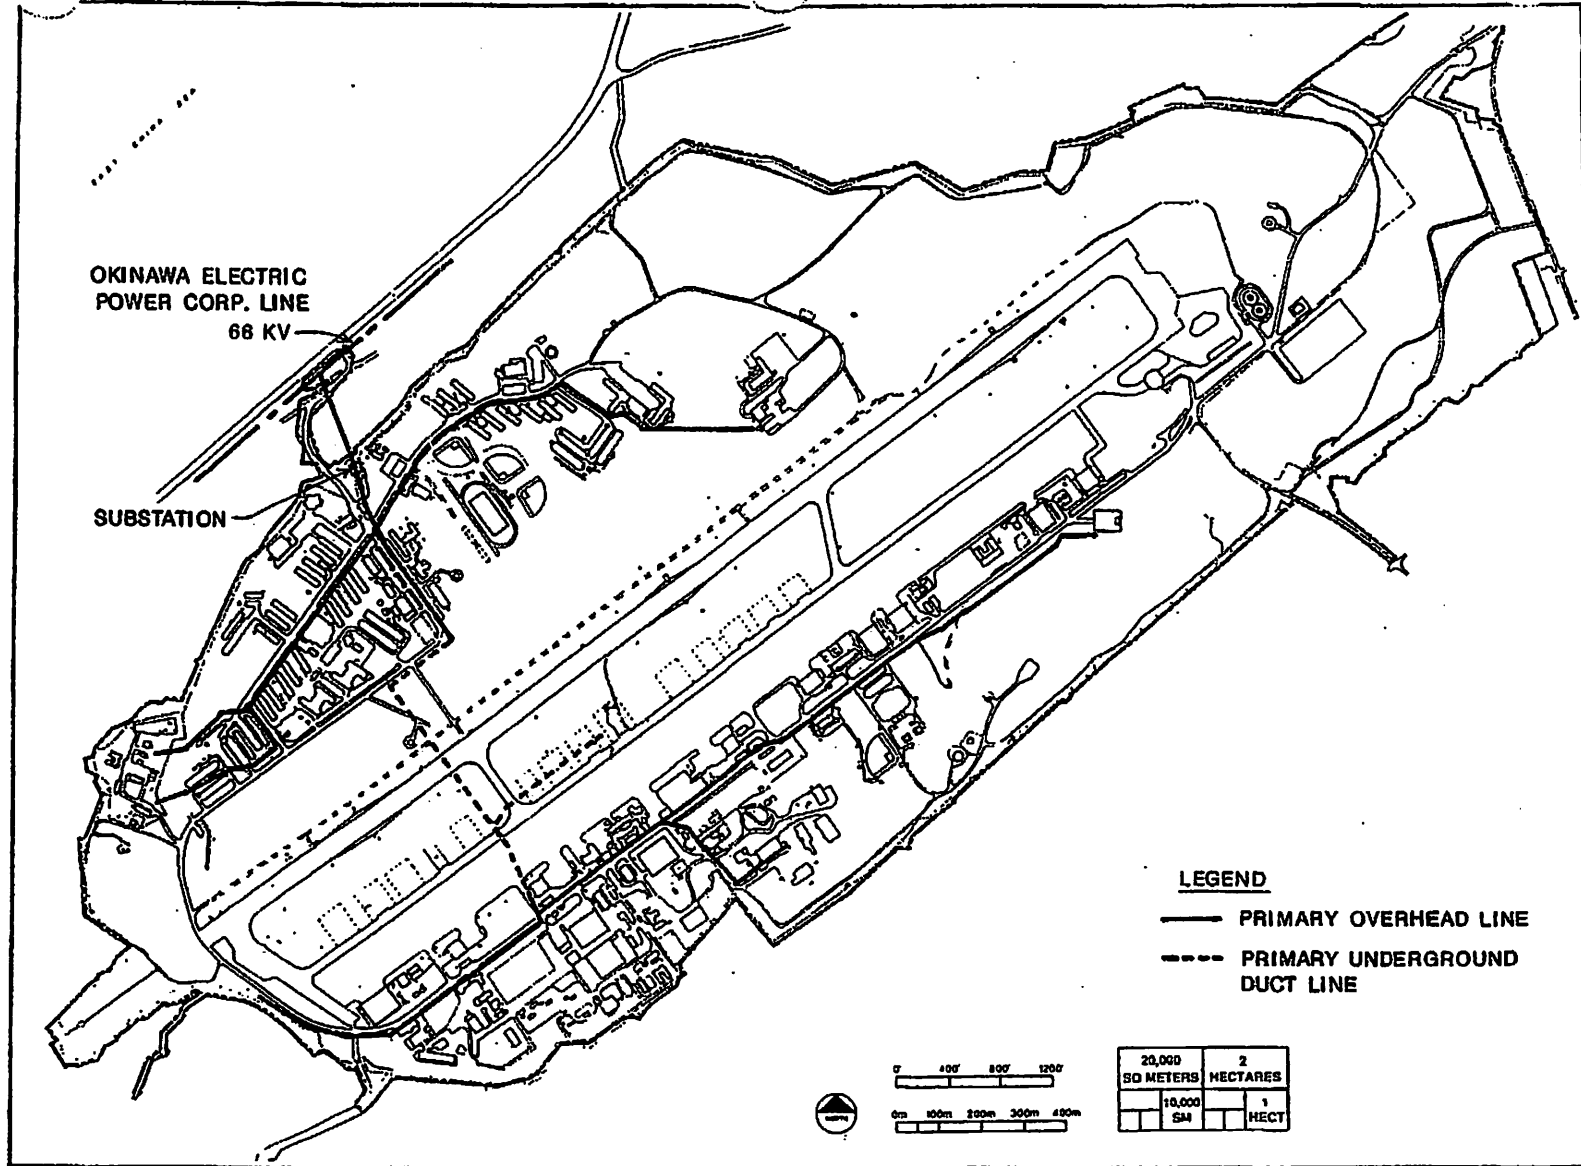 OKINAWA ELECTRIC
POWER CORP. LINE
66 KV
SUBSTATION
LEGEND
PRIMARY OVERHEAD LINE
PRIMARY UNDERGROUND
DUCT LINE
0' 400' 800' 1200'
0m 100m 200m 300m 400m
20,000
SQ METERS
2
HECTARES
10,000
SM
1
HECT